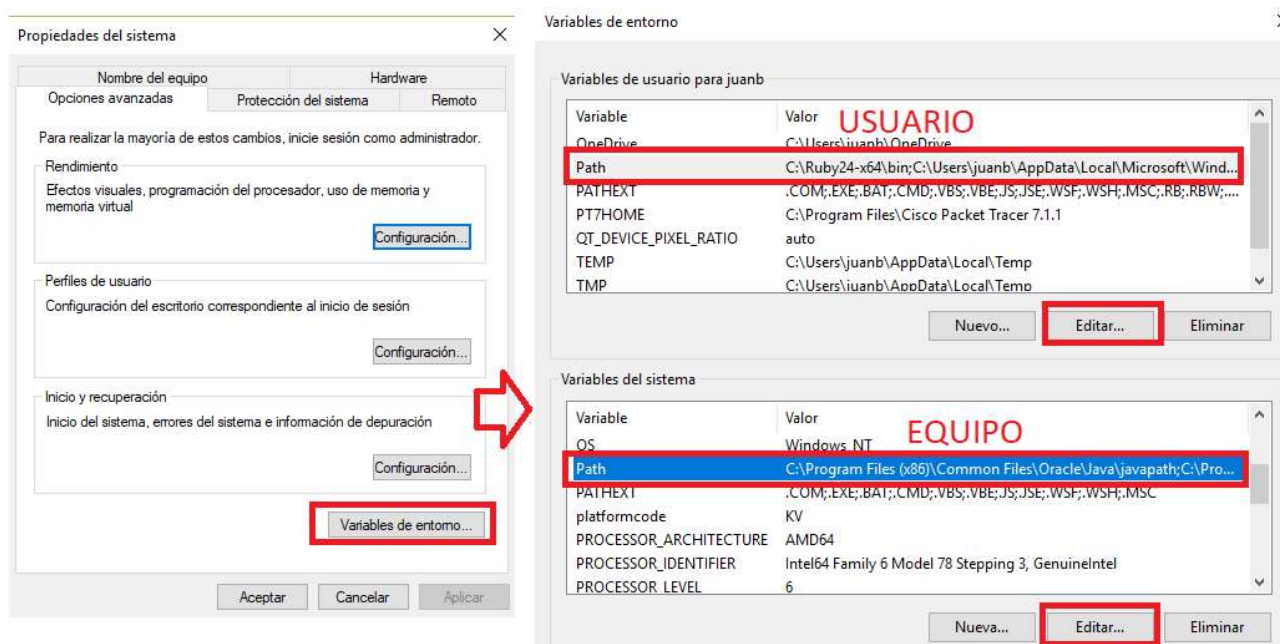 Propiedades del sistema
Nombre del equipo Hardware
Opciones avanzadas Protección del sistema Remoto
Para realizar la mayoría de estos cambios, inicie sesión como administrador.
Rendimiento
Efectos visuales, programación del procesador, uso de memoria y
memoria virtual
Configuración...
Perfiles de usuario
Configuración del escritorio correspondiente al inicio de sesión
Configuración...
Inicio y recuperación
Inicio del sistema, errores del sistema e información de depuración
Configuración...
Variables de entorno...
Aceptar Cancelar Aplicar
Variables de entorno
Variables de usuario para juanb
Variable Valor
USUARIO
OneDrive C:\Users\juanb\OneDrive
Path C:\Ruby24-x64\bin;C:\Users\juanb\AppData\Local\Microsoft\Wind...
PATHEXT .COM;.EXE;.BAT;.CMD;.VBS;.VBE;.JS;.JSE;.WSF;.WSH;.MSC;.RB;.RBW;....
PT7HOME C:\Program Files\Cisco Packet Tracer 7.1.1
QT_DEVICE_PIXEL_RATIO auto
TEMP C:\Users\juanb\AppData\Local\Temp
TMP C:\Users\juanb\AppData\Local\Temp
Nuevo... Editar... Eliminar
Variables del sistema
Variable Valor
EQUIPO
OS Windows_NT
Path C:\Program Files (x86)\Common Files\Oracle\Java\javapath;C:\Pro...
PATHEXT .COM;.EXE;.BAT;.CMD;.VBS;.VBE;.JS;.JSE;.WSF;.WSH;.MSC
platformcode KV
PROCESSOR_ARCHITECTURE AMD64
PROCESSOR_IDENTIFIER Intel64 Family 6 Model 78 Stepping 3, GenuineIntel
PROCESSOR_LEVEL 6
Nueva... Editar... Eliminar